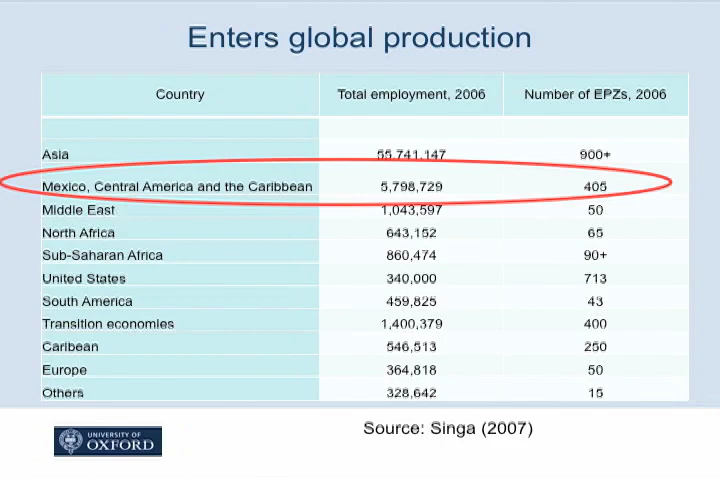 Enters global production
Country Total employment, 2006 Number of EPZs, 2006
Asia 55,741,147 900+
Mexico, Central America and the Caribbean 5,798,729 405
Middle East 1,043,597 50
North Africa 643,152 65
Sub-Saharan Africa 860,474 90+
United States 340,000 713
South America 459,825 43
Transition economies 1,400,379 400
Caribean 546,513 250
Europe 364,818 50
Others 328,642 15
Source: Singa (2007)
UNIVERSITY OF
OXFORD